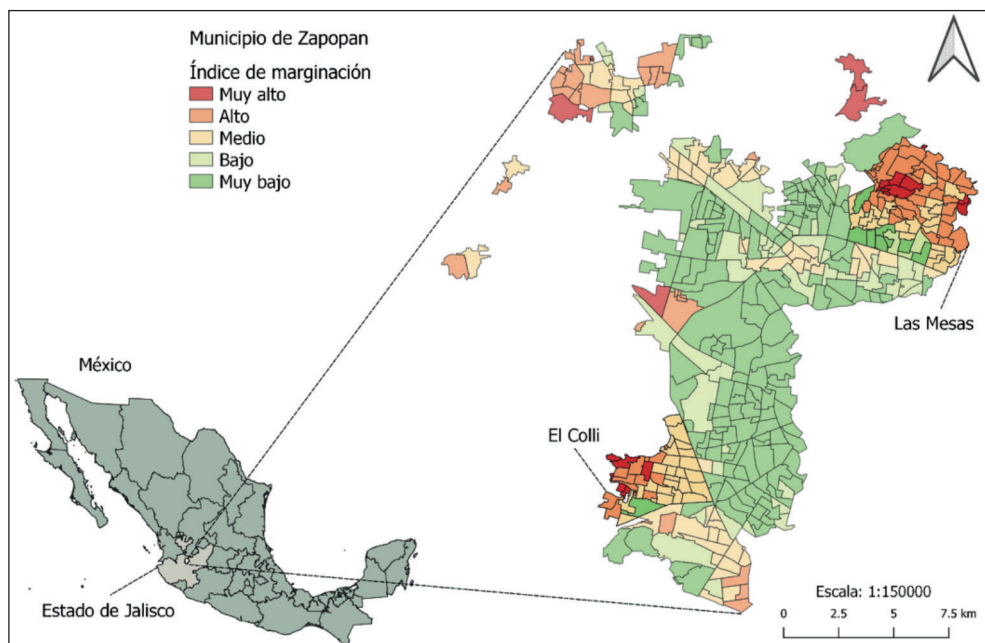 Municipio de Zapopan
Índice de marginación
Muy alto
Alto
Medio
Bajo
Muy bajo
Las Mesas
México
El Colli
Estado de Jalisco
Escala: 1:150000
0 2.5 5 7.5 km